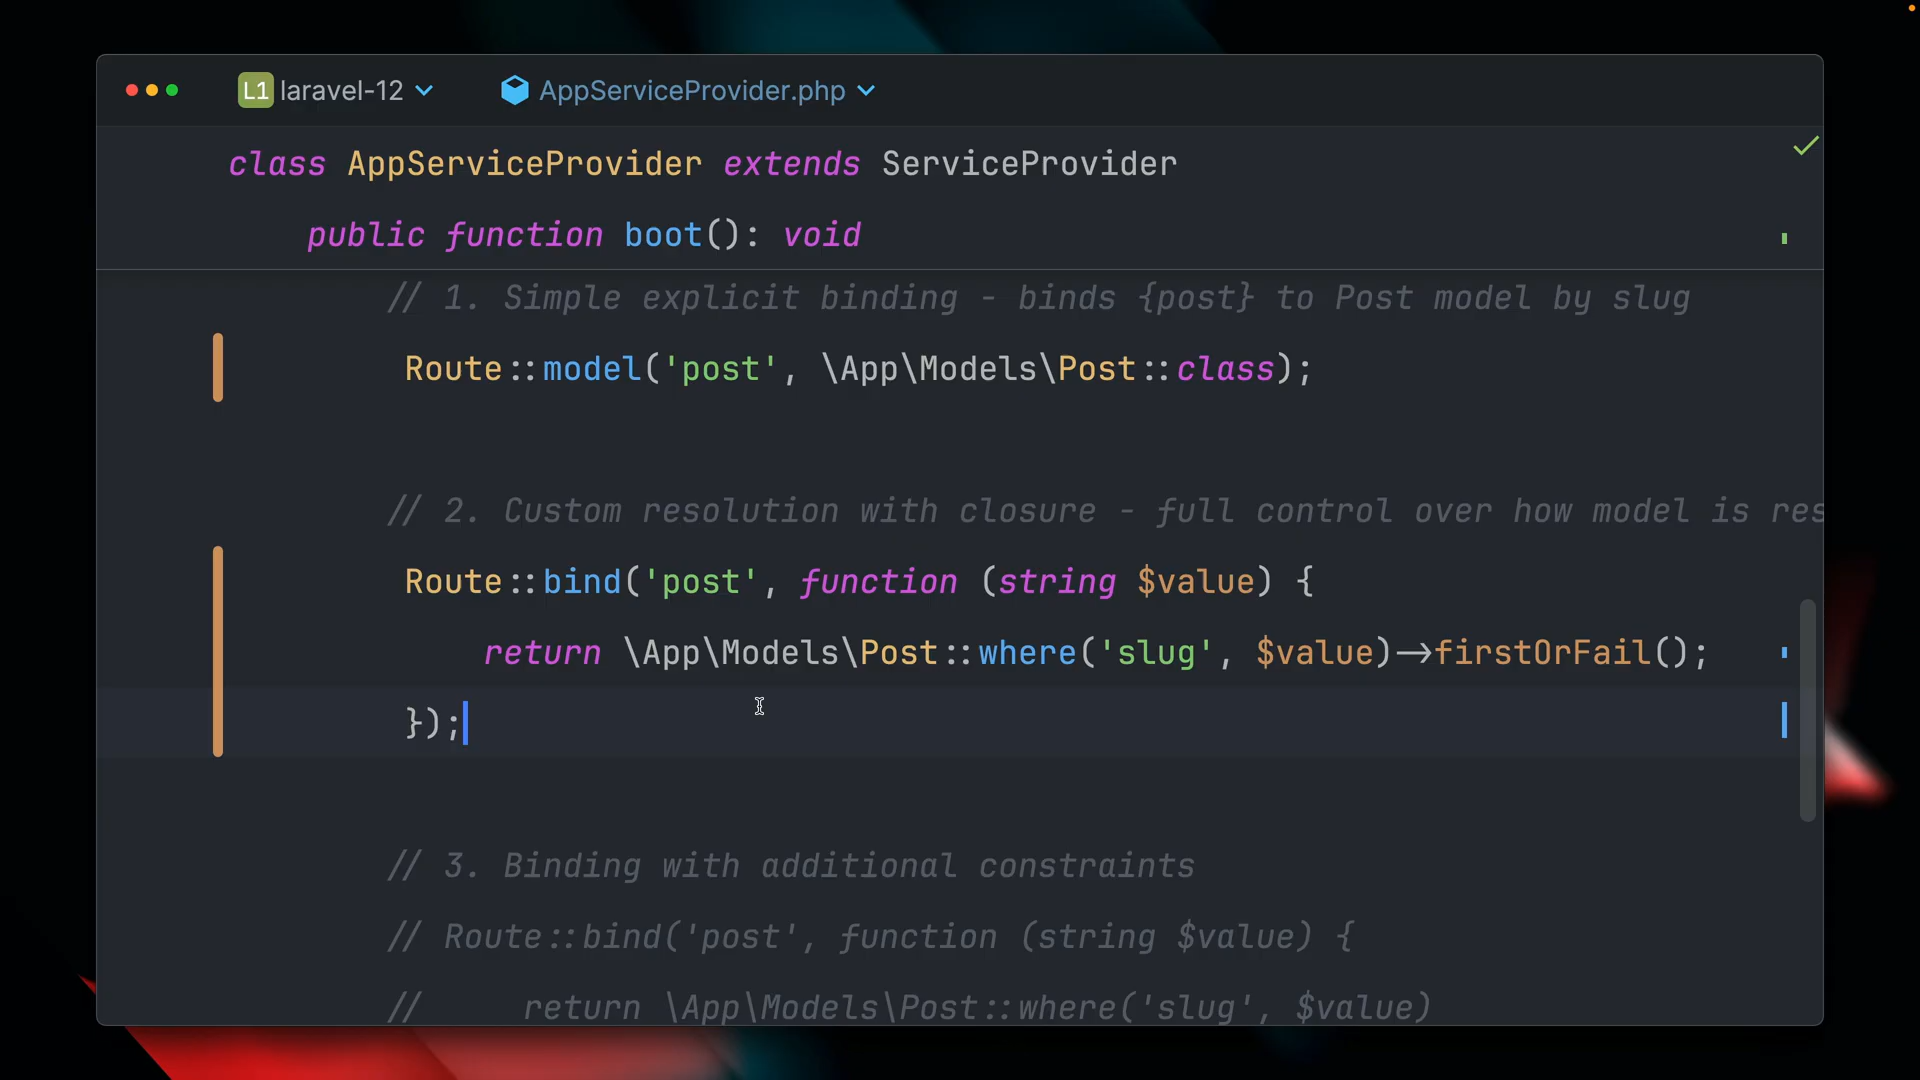 L1 laravel-12 AppServiceProvider.php
class AppServiceProvider extends ServiceProvider
public function boot(): void
// 1. Simple explicit binding - binds {post} to Post model by slug
Route::model('post', \App\Models\Post::class);
// 2. Custom resolution with closure - full control over how model is res
Route::bind('post', function (string $value) {
return \App\Models\Post::where('slug', $value)->firstOrFail();
});
// 3. Binding with additional constraints
// Route::bind('post', function (string $value) {
// return \App\Models\Post::where('slug', $value)